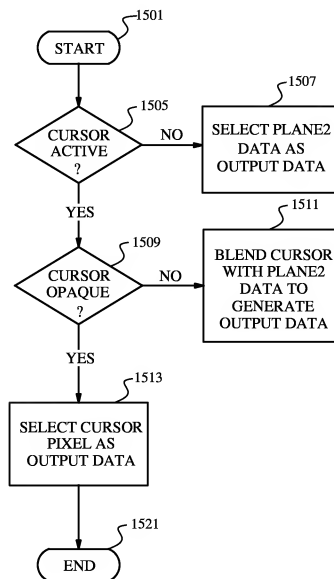 1501
START
1505
CURSOR
ACTIVE
?
NO
1507
SELECT PLANE2
DATA AS
OUTPUT DATA
YES
1509
CURSOR
OPAQUE
?
NO
1511
BLEND CURSOR
WITH PLANE2
DATA TO
GENERATE
OUTPUT DATA
YES
1513
SELECT CURSOR
PIXEL AS
OUTPUT DATA
1521
END